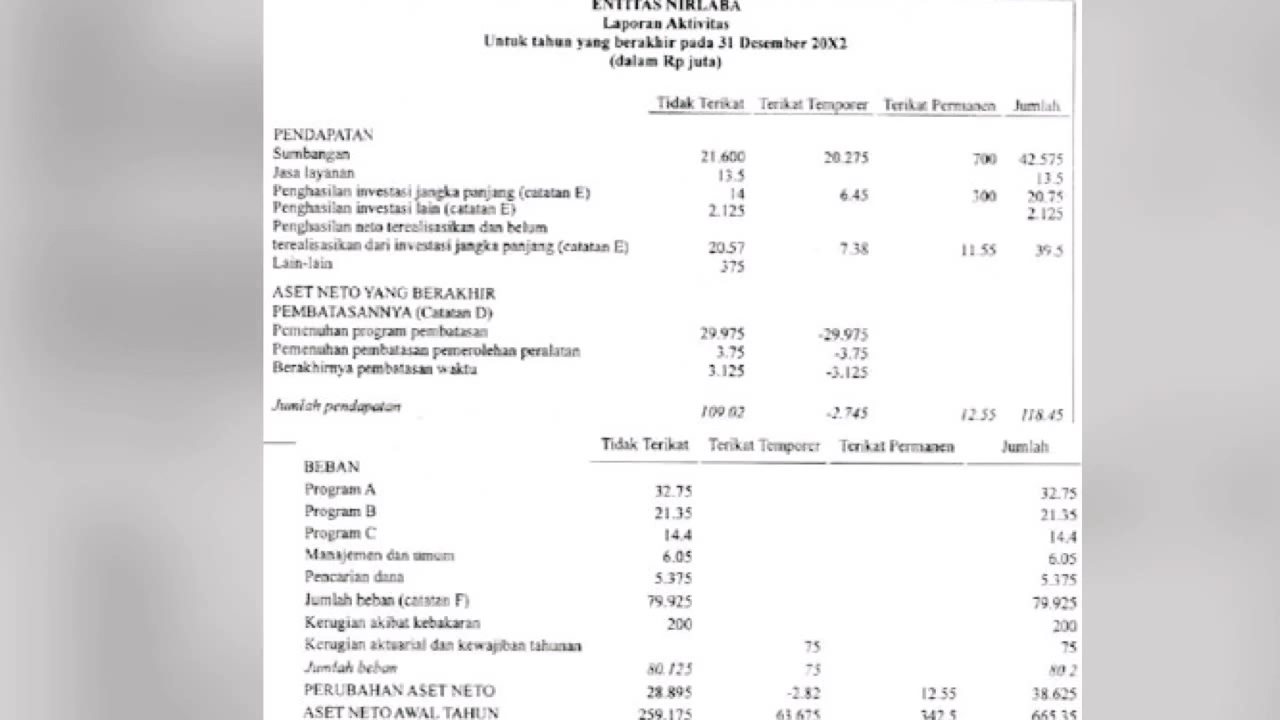 ENTITAS NIRLABA
Laporan Aktivitas
Untuk tahun yang berakhir pada 31 Desember 20X2
(dalam Rp juta)
Tidak Terikat Terikat Temporer Terikat Permanen Jumlah
PENDAPATAN
Sumbangan 21.600 20.275 700 42.575
Jasa layanan 13.5 13.5
Penghasilan investasi jangka panjang (catatan E) 14 6.45 300 20.75
Penghasilan investasi lain (catatan E) 2.125 2.125
Penghasilan neto terealisasikan dan belum
terealisasikan dari investasi jangka panjang (catatan E) 20.57 7.38 11.55 39.5
Lain-lain 375
ASET NETO YANG BERAKHIR
PEMBATASANNYA (Catatan D)
Pemenuhan program pembatasan 29.975 -29.975
Pemenuhan pembatasan pemerolehan peralatan 3.75 -3.75
Berakhirnya pembatasan waktu 3.125 -3.125
Jumlah pendapatan 109.02 -2.745 12.55 118.45
Tidak Terikat Terikat Temporer Terikat Permanen Jumlah
BEBAN
Program A 32.75 32.75
Program B 21.35 21.35
Program C 14.4 14.4
Manajemen dan umum 6.05 6.05
Pencarian dana 5.375 5.375
Jumlah beban (catatan F) 79.925 79.925
Kerugian akibat kebakaran 200 200
Kerugian aktuarial dan kewajiban tahunan 75 75
Jumlah beban 80.125 75 80.2
PERUBAHAN ASET NETO 28.895 -2.82 12.55 38.625
ASET NETO AWAL TAHUN 259.175 63.675 342.5 665.35